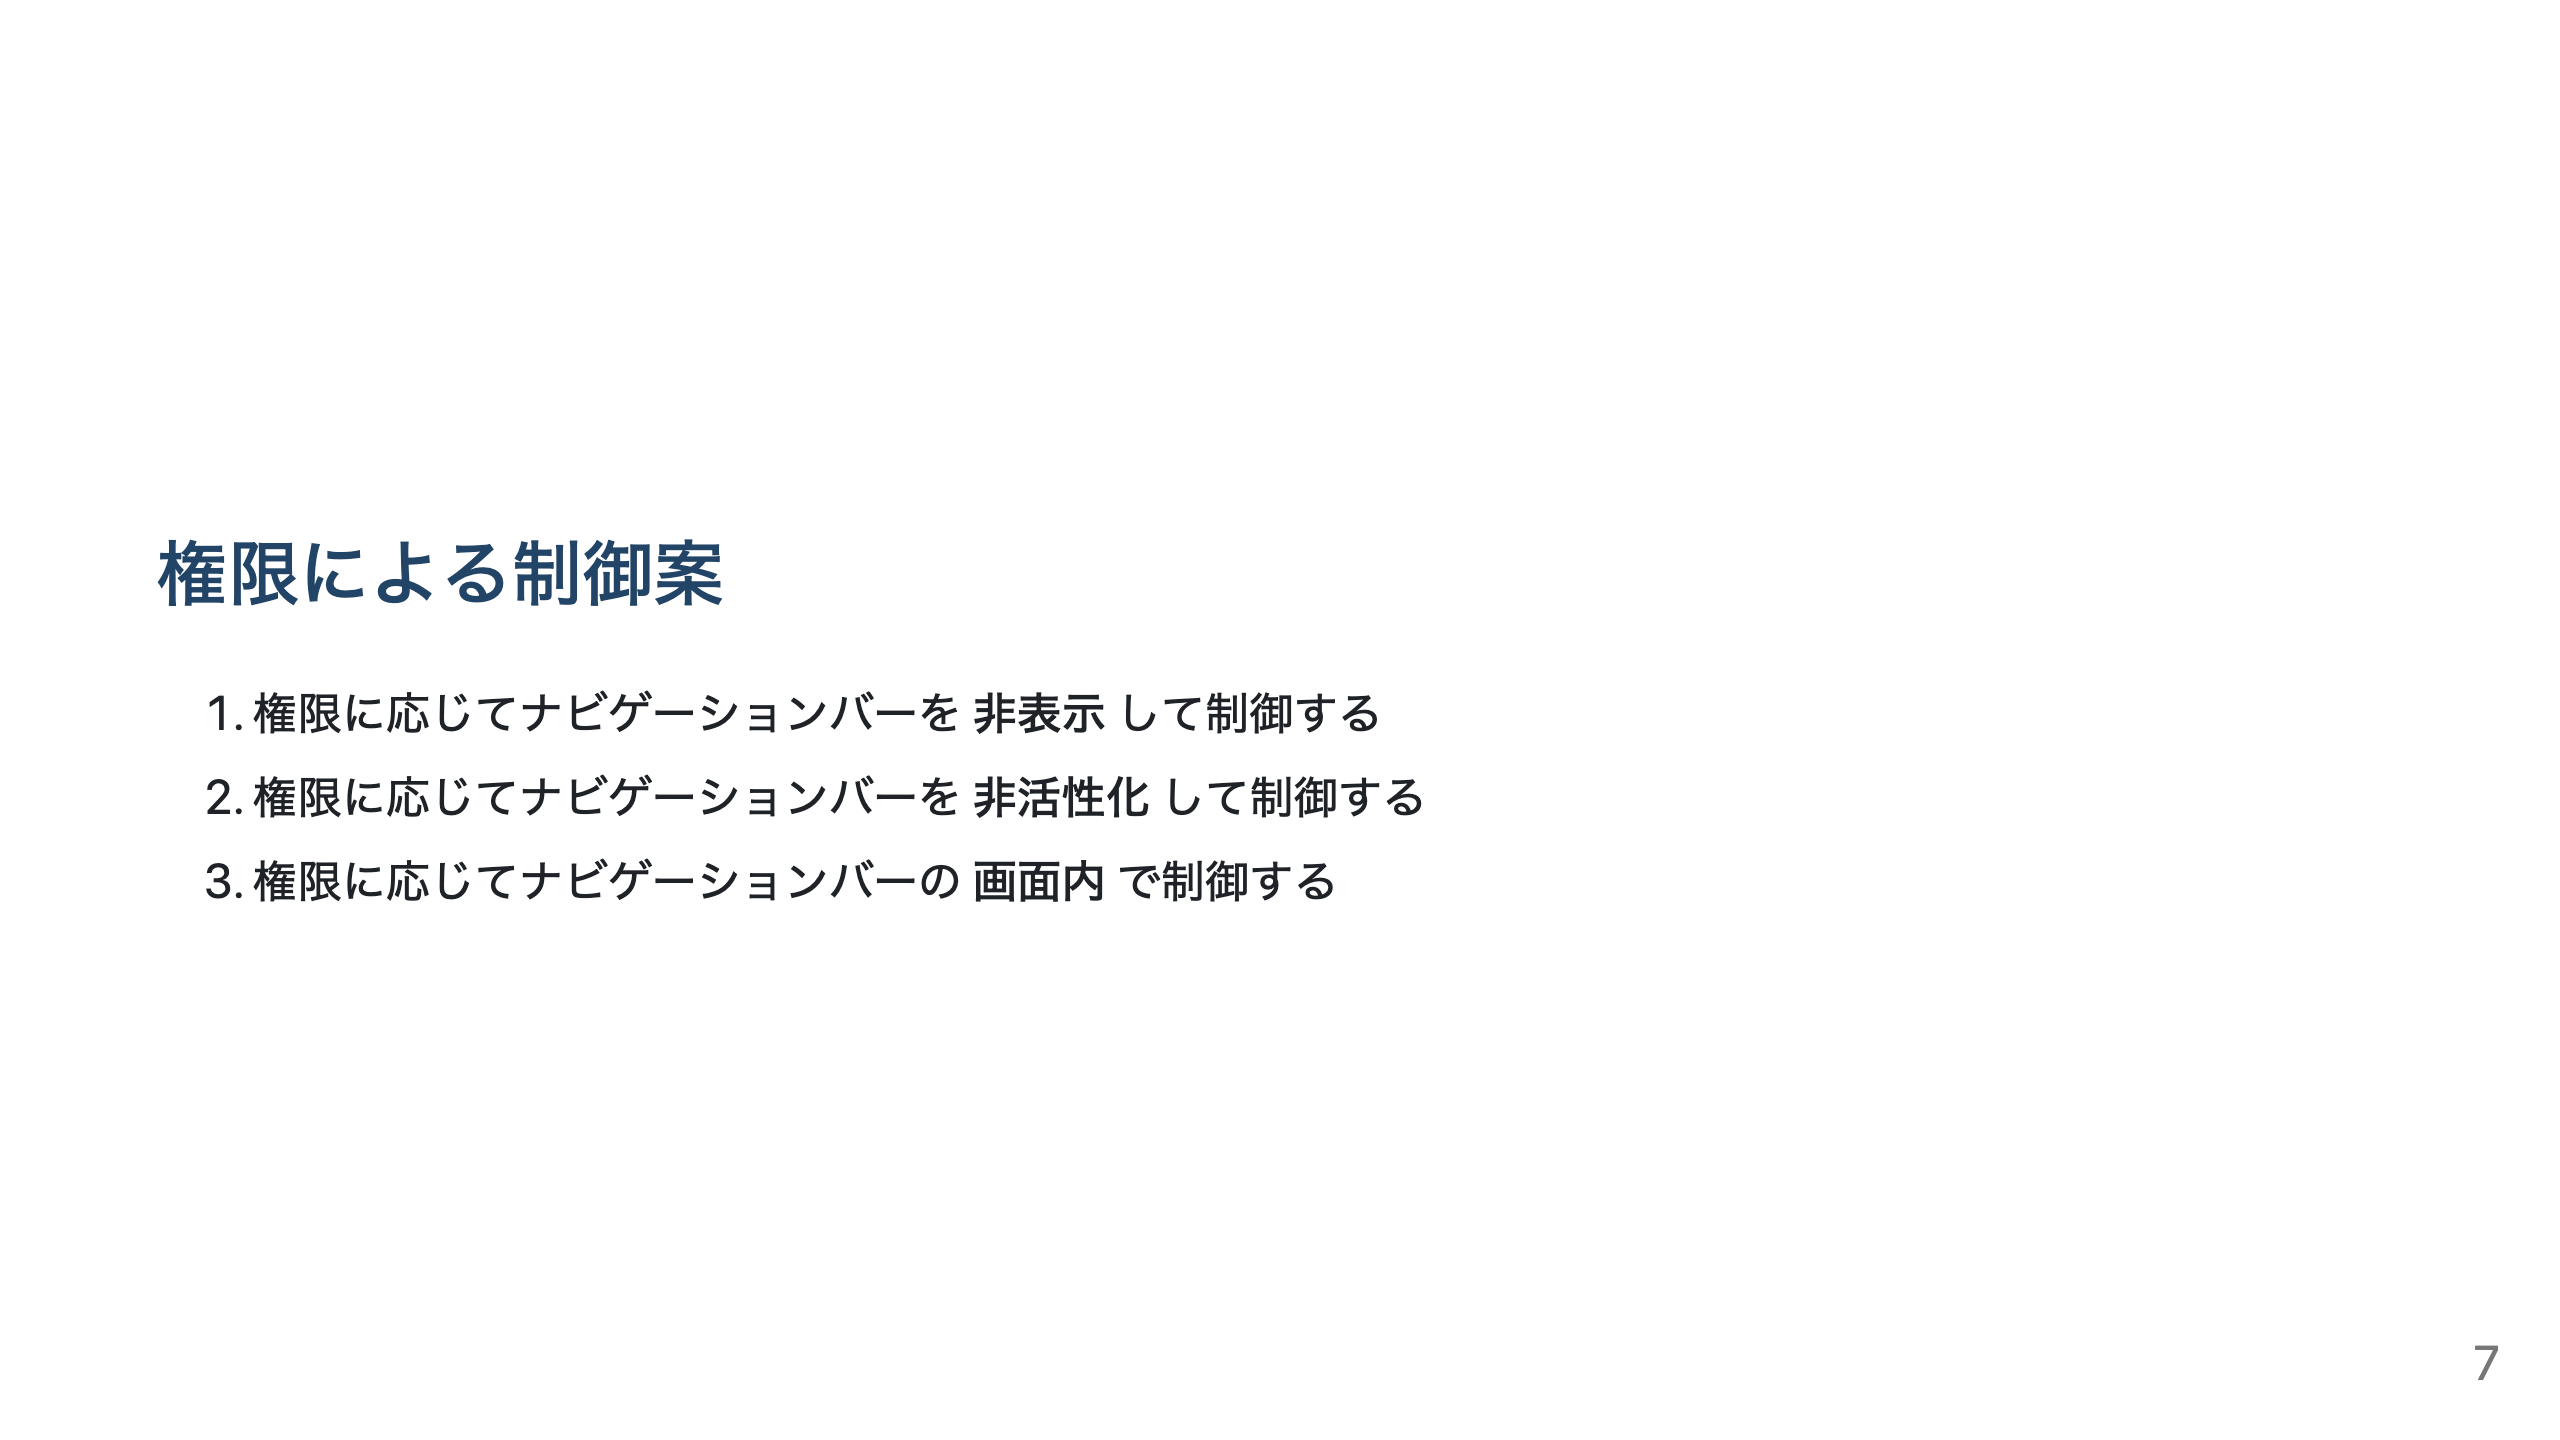 権限による制御案
1. 権限に応じてナビゲーションバーを 非表示 して制御する
2. 権限に応じてナビゲーションバーを 非活性化 して制御する
3. 権限に応じてナビゲーションバーの 画面内 で制御する
7